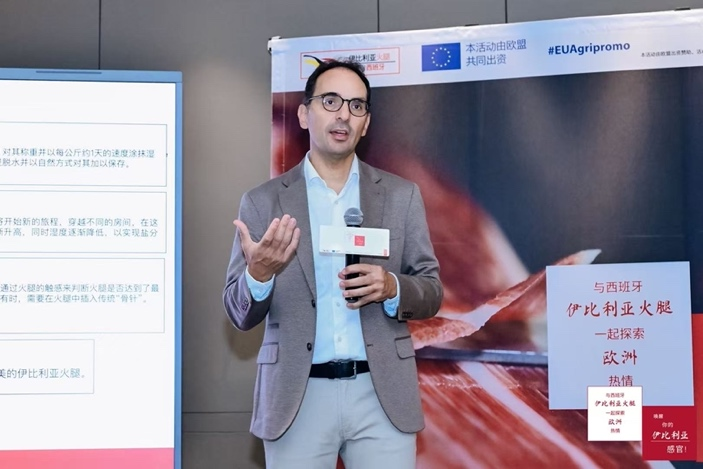 对其称重并以每公斤约1天的速度涂抹湿
脱水并以自然方式对其加以保存。
开始新的旅程，穿越不同的房间，在这
升高，同时湿度逐渐降低，以实现盐分
通过火腿的触感来判断火腿是否达到了最
有时，需要在火腿中插入传统“骨针”。
美的伊比利亚火腿。
伊比利亚火腿
西班牙
本活动由欧盟
共同出资
#EUAgripromo
与西班牙
伊比利亚火腿
一起探索
欧洲
热情
与西班牙
伊比利亚火腿
一起探索
欧洲
热情
唤醒
你的
伊比利亚
感官！